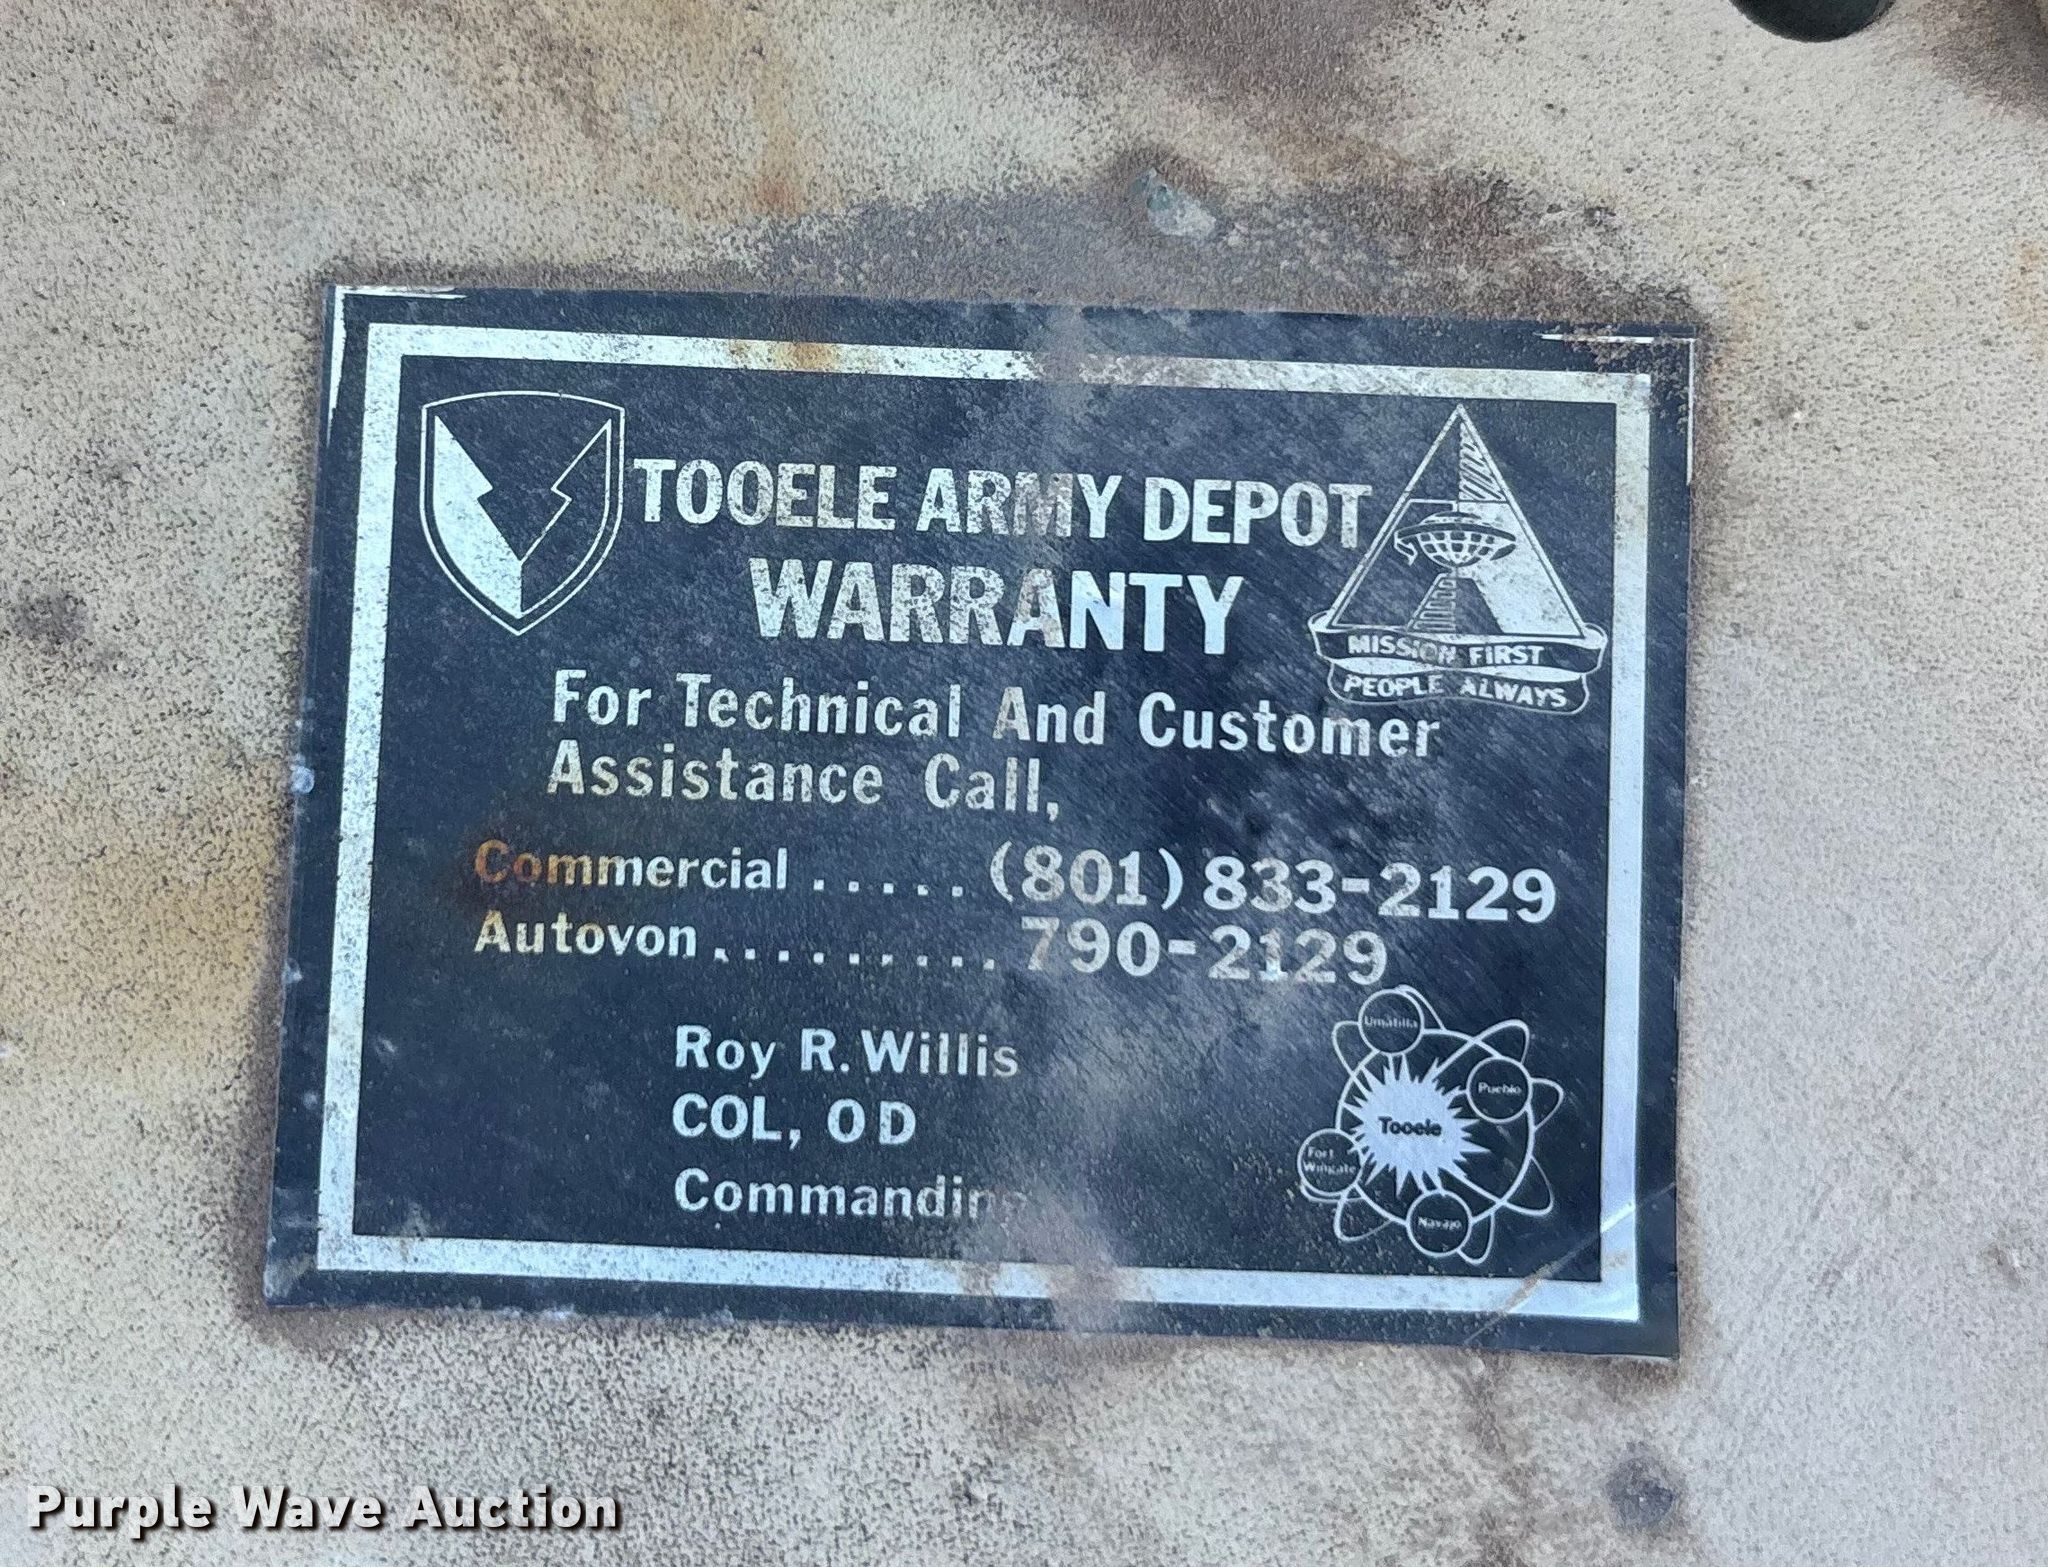 TOOELE ARMY DEPOT
WARRANTY
MISSION FIRST
PEOPLE ALWAYS
For Technical And Customer
Assistance Call,
Commercial ..... (801) 833-2129
Autovon ......... 790-2129
Roy R. Willis
COL, OD
Commanding
Umatilla
Pueblo
Tooele
Fort
Wingate
Navajo
Purple Wave Auction